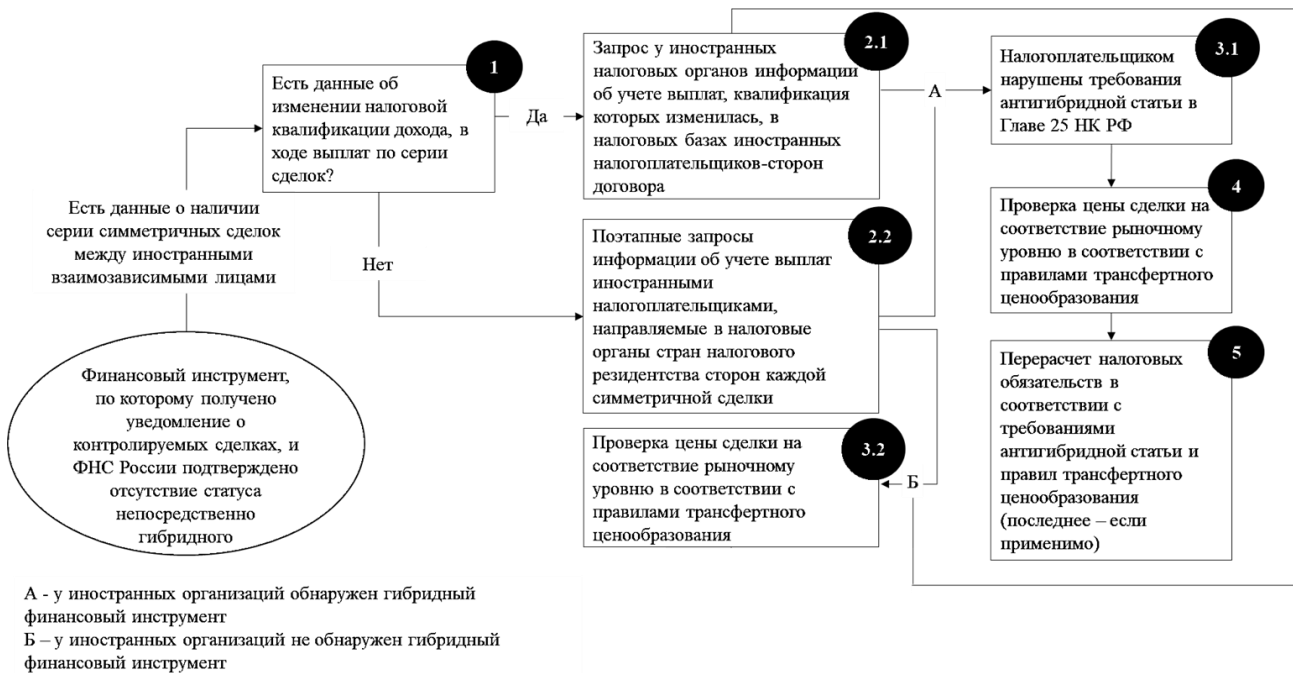 Финансовый инструмент,
по которому получено
уведомление о
контролируемых сделках, и
ФНС России подтверждено
отсутствие статуса
непосредственно
гибридного
Есть данные о наличии
серии симметричных сделок
между иностранными
взаимозависимыми лицами
1
Есть данные об
изменении налоговой
квалификации дохода, в
ходе выплат по серии
сделок?
Да
Нет
2.1
Запрос у иностранных
налоговых органов информации
об учете выплат, квалификация
которых изменилась, в
налоговых базах иностранных
налогоплательщиков-сторон
договора
2.2
Поэтапные запросы
информации об учете выплат
иностранными
налогоплательщиками,
направляемые в налоговые
органы стран налогового
резидентства сторон каждой
симметричной сделки
3.2
Проверка цены сделки на
соответствие рыночному
уровню в соответствии с
правилами трансфертного
ценообразования
А
Б
3.1
Налогоплательщиком
нарушены требования
антигибридной статьи в
Главе 25 НК РФ
4
Проверка цены сделки на
соответствие рыночному
уровню в соответствии с
правилами трансфертного
ценообразования
5
Перерасчет налоговых
обязательств в
соответствии с
требованиями
антигибридной статьи и
правил трансфертного
ценообразования
(последнее – если
применимо)
А - у иностранных организаций обнаружен гибридный
финансовый инструмент
Б – у иностранных организаций не обнаружен гибридный
финансовый инструмент